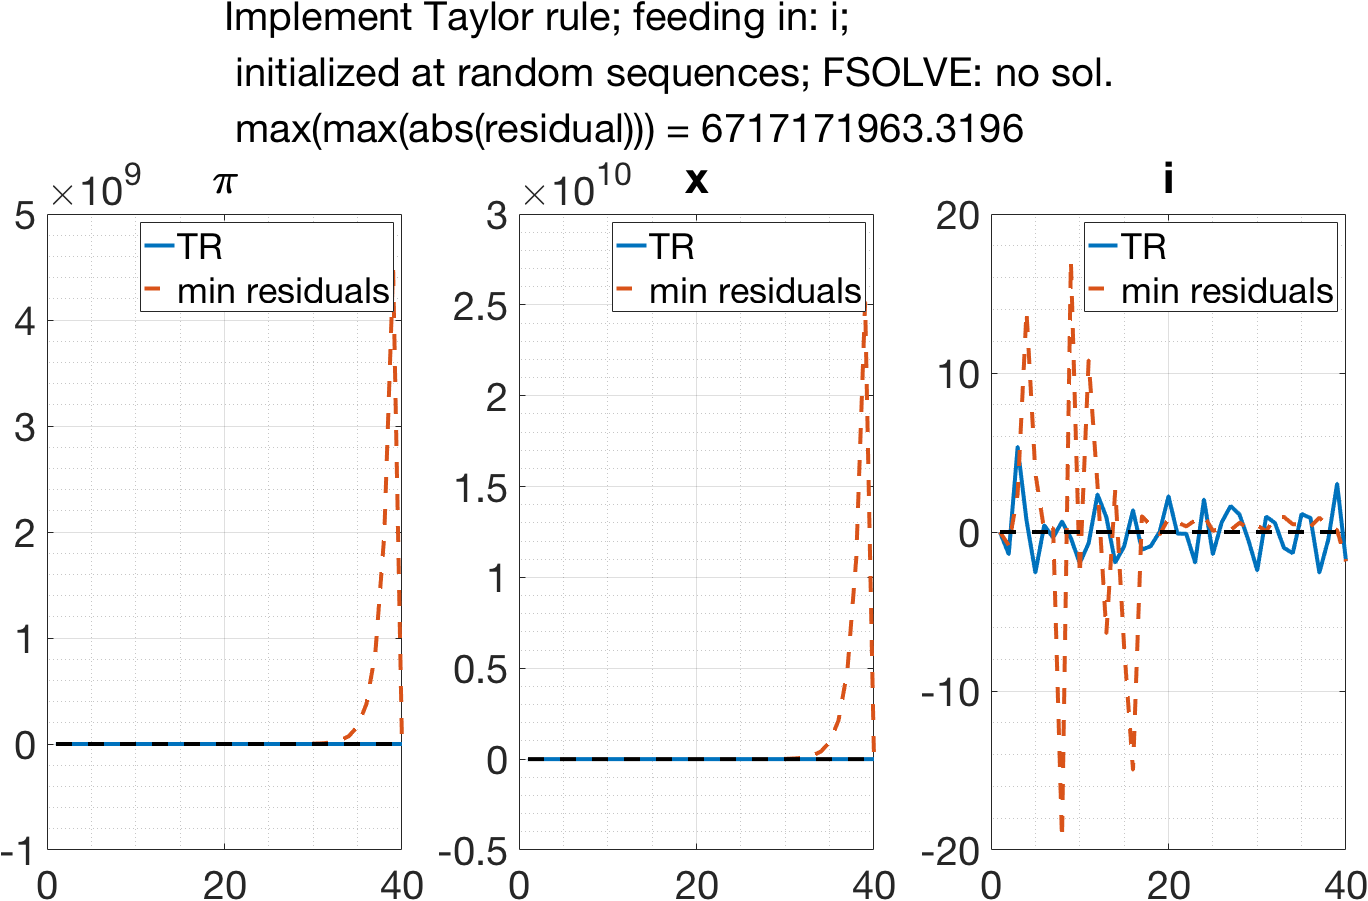 Implement Taylor rule; feeding in: i;
initialized at random sequences; FSOLVE: no sol.
max(max(abs(residual))) = 6717171963.3196
×10^9
π
5
4
3
2
1
0
-1
0
20
40
TR
min residuals
×10^10
x
3
2.5
2
1.5
1
0.5
0
-0.5
0
20
40
TR
min residuals
i
20
10
0
-10
-20
0
20
40
TR
min residuals